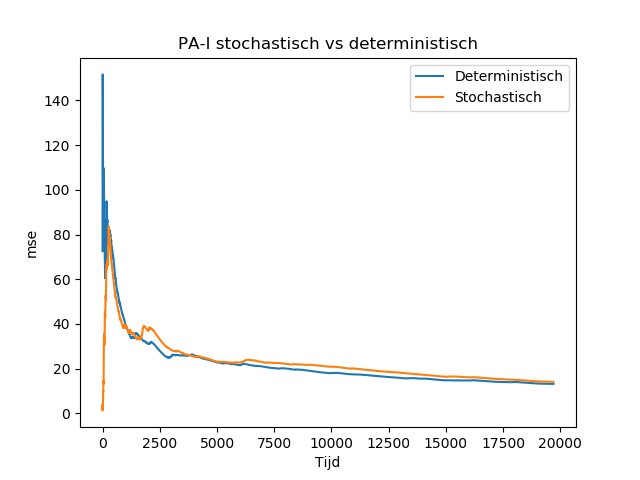 PA-I stochastisch vs deterministisch
Deterministisch
Stochastisch
mse
140
120
100
80
60
40
20
0
0 2500 5000 7500 10000 12500 15000 17500 20000
Tijd